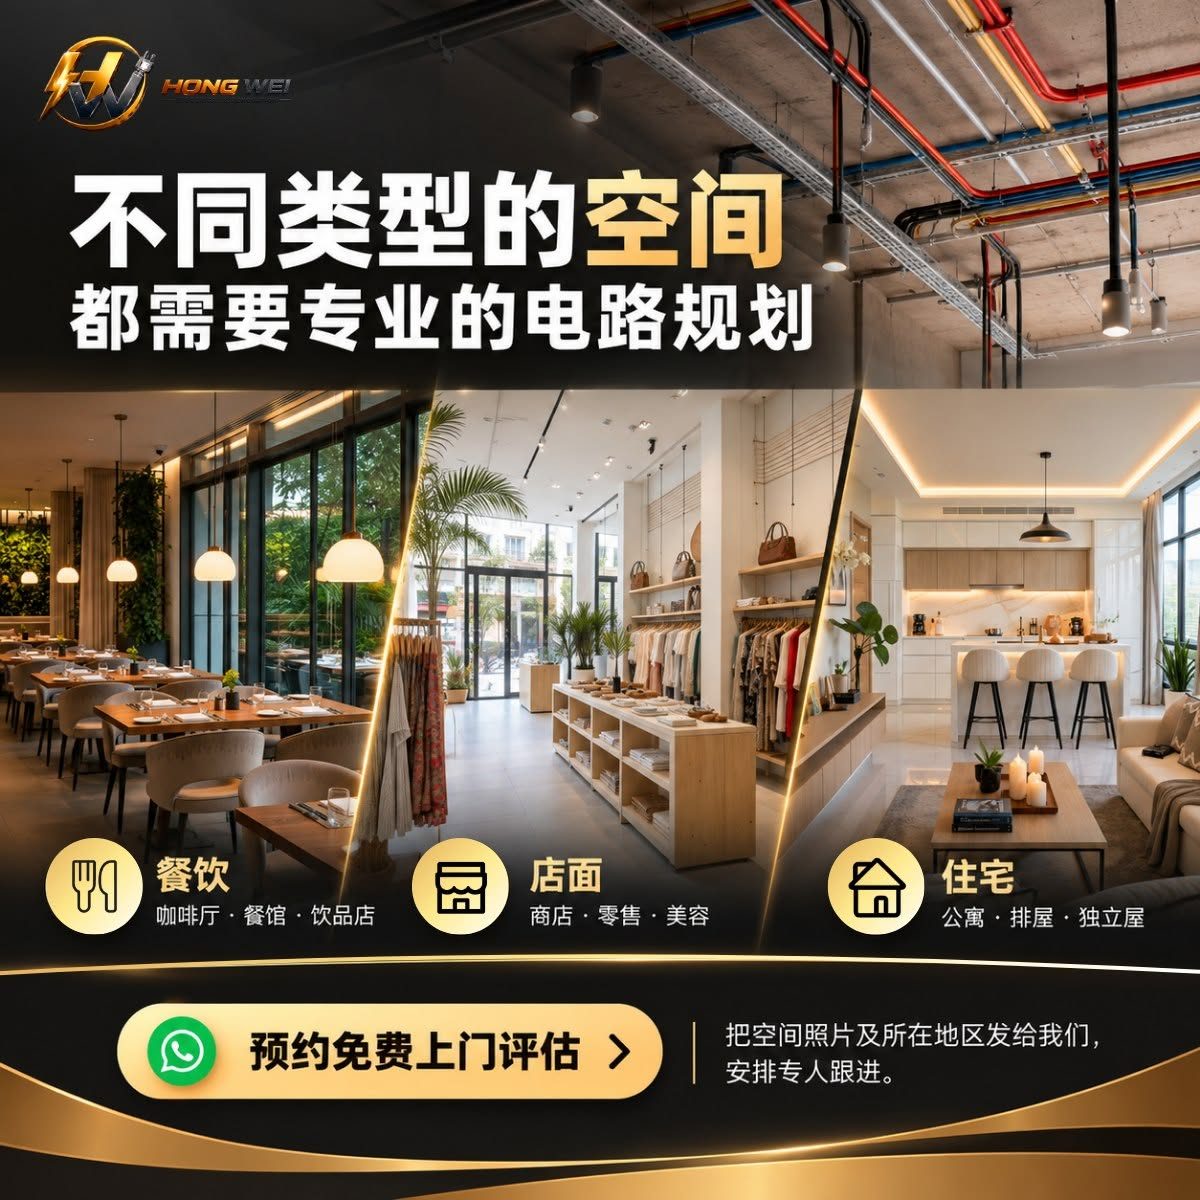 HW HONG WEI
不同类型的空间
都需要专业的电路规划
餐饮
咖啡厅 · 餐馆 · 饮品店
店面
商店 · 零售 · 美容
住宅
公寓 · 排屋 · 独立屋
预约免费上门评估
把空间照片及所在地区发给我们，
安排专人跟进。